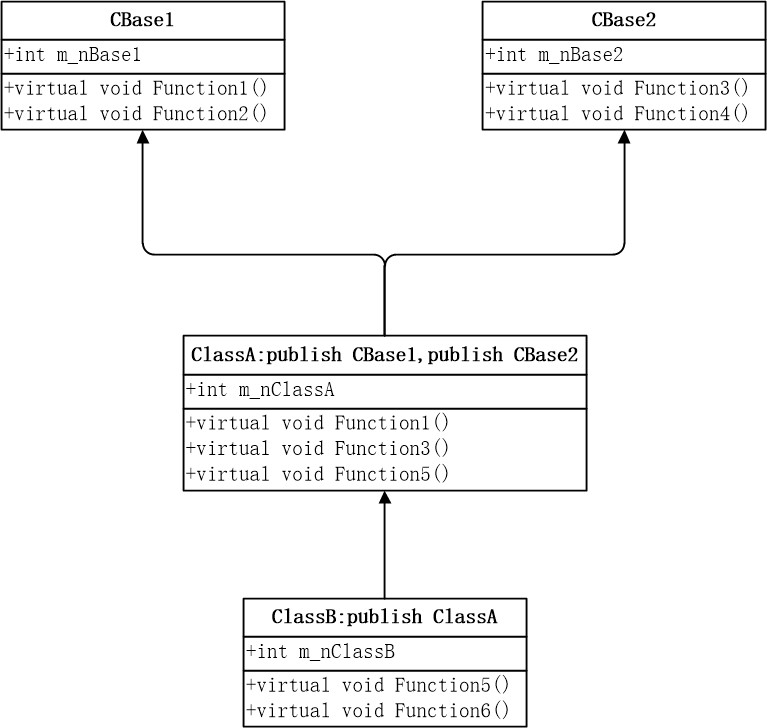 CBase1
+int m_nBase1
+virtual void Function1()
+virtual void Function2()
CBase2
+int m_nBase2
+virtual void Function3()
+virtual void Function4()
ClassA:publish CBase1,publish CBase2
+int m_nClassA
+virtual void Function1()
+virtual void Function3()
+virtual void Function5()
ClassB:publish ClassA
+int m_nClassB
+virtual void Function5()
+virtual void Function6()